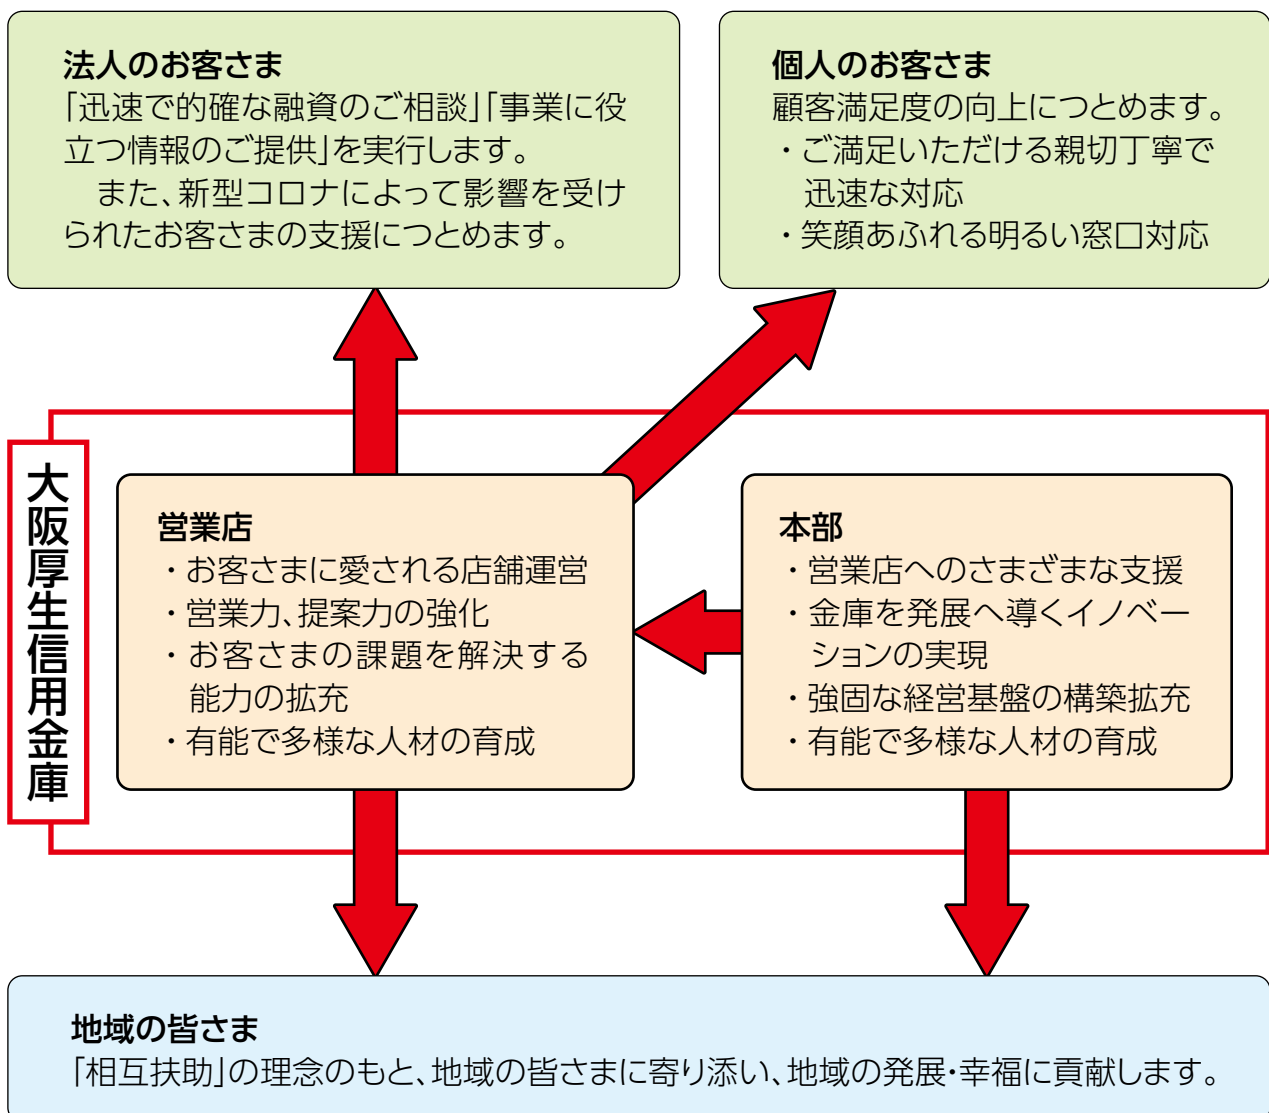 法人のお客さま
「迅速で的確な融資のご相談」「事業に役
立つ情報のご提供」を実行します。
また、新型コロナによって影響を受け
られたお客さまの支援につとめます。
個人のお客さま
顧客満足度の向上につとめます。
・ご満足いただける親切丁寧で
迅速な対応
・笑顔あふれる明るい窓口対応
大阪厚生信用金庫
営業店
・お客さまに愛される店舗運営
・営業力、提案力の強化
・お客さまの課題を解決する
能力の拡充
・有能で多様な人材の育成
本部
・営業店へのさまざまな支援
・金庫を発展へ導くイノベー
ションの実現
・強固な経営基盤の構築拡充
・有能で多様な人材の育成
地域の皆さま
「相互扶助」の理念のもと、地域の皆さまに寄り添い、地域の発展・幸福に貢献します。